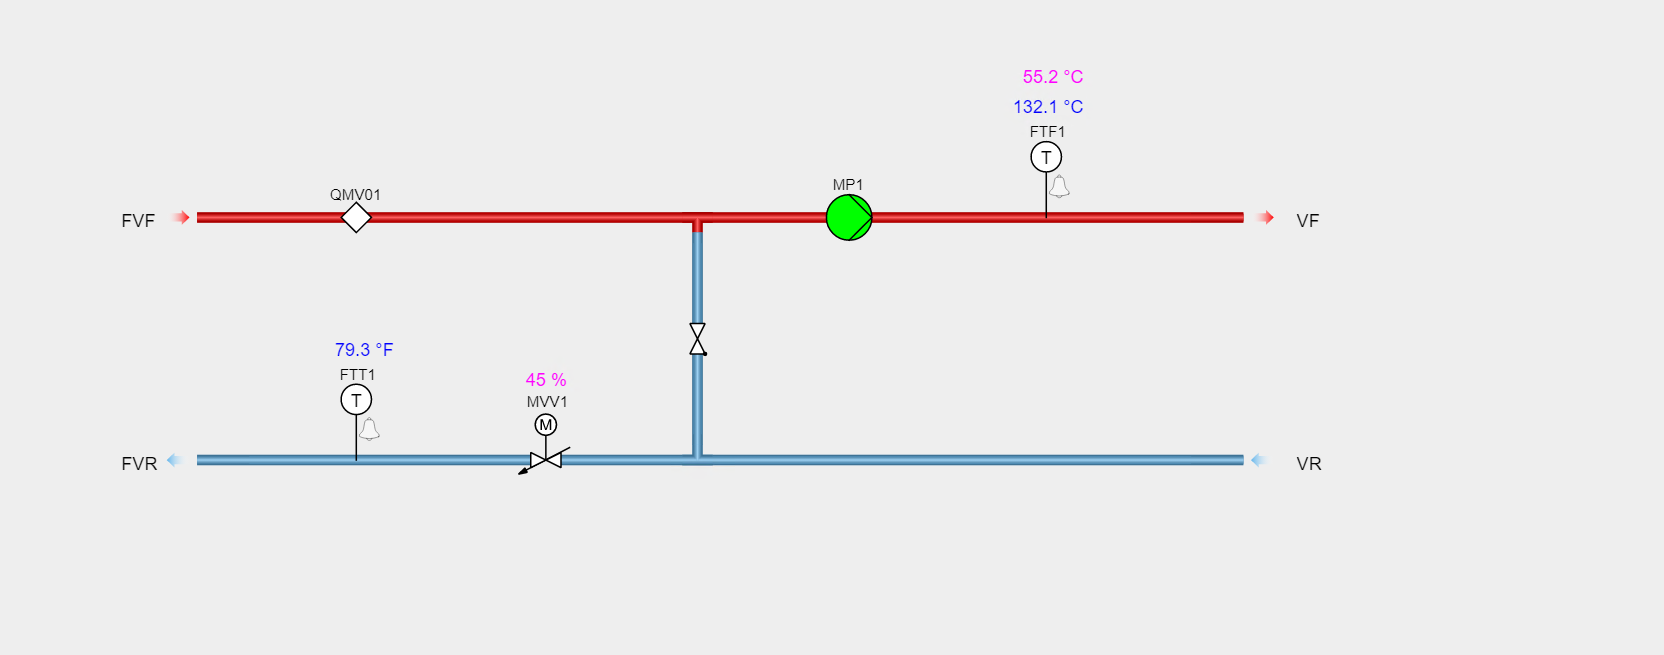 55.2 °C
132.1 °C
FTF1
T
QMV01
MP1
FVF
VF
79.3 °F
FTT1
T
45 %
MVV1
M
FVR
VR